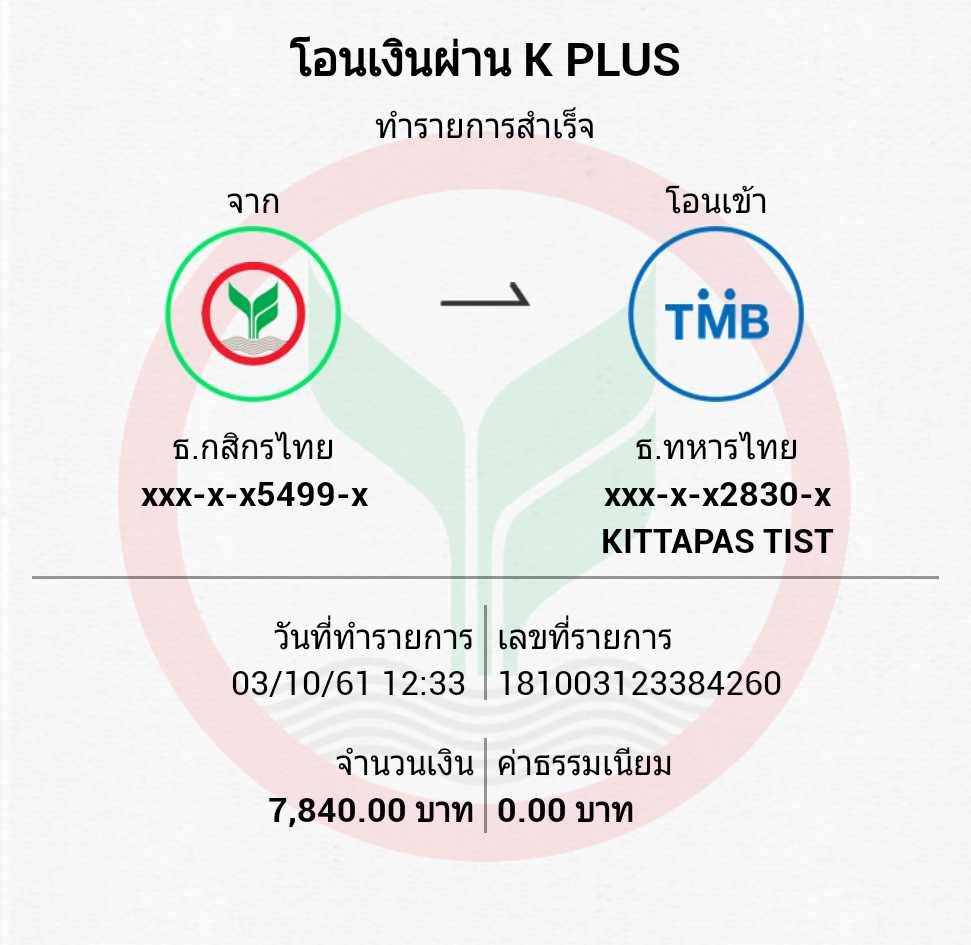 โอนเงินผ่าน K PLUS
ทำรายการสำเร็จ
จาก
โอนเข้า
TMB
ธ.กสิกรไทย
xxx-x-x5499-x
ธ.ทหารไทย
xxx-x-x2830-x
KITTAPAS TIST
วันที่ทำรายการ
03/10/61 12:33
เลขที่รายการ
181003123384260
จำนวนเงิน
7,840.00 บาท
ค่าธรรมเนียม
0.00 บาท